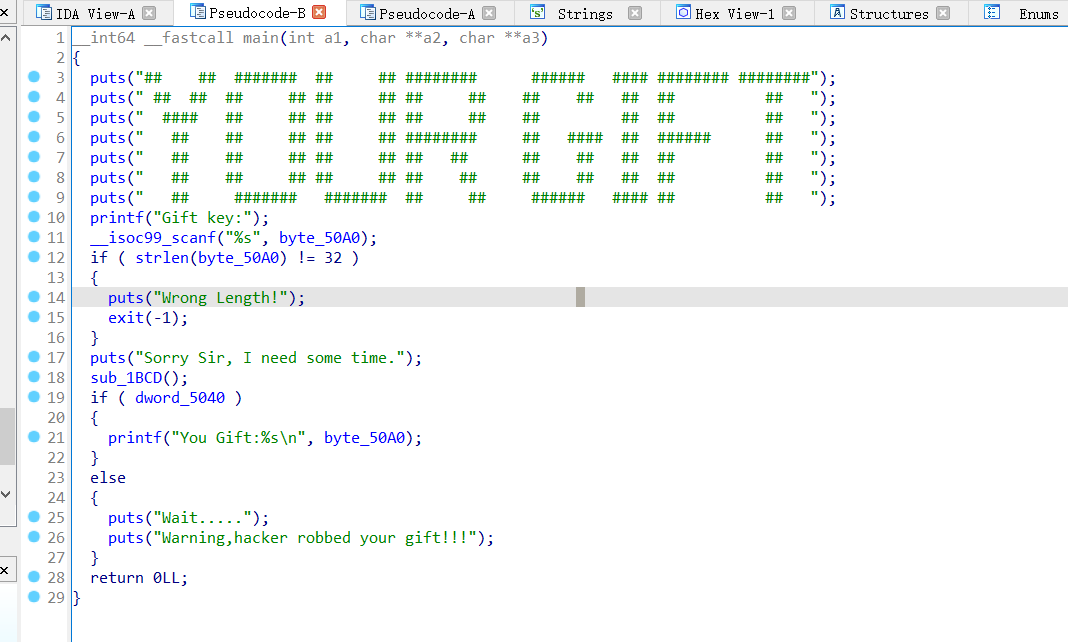 IDA View-A Pseudocode-B Pseudocode-A Strings Hex View-1 Structures Enums
1 __int64 __fastcall main(int a1, char **a2, char **a3)
2 {
3   puts("##    ##  #######  ##     ## ########      ######   #### ######## ########");
4   puts(" ##  ##  ##     ## ##     ## ##     ##    ##    ##   ##  ##          ##   ");
5   puts("  ####   ##     ## ##     ## ##     ##    ##         ##  ##          ##   ");
6   puts("   ##    ##     ## ##     ## ########     ##   ####  ##  ######      ##   ");
7   puts("   ##    ##     ## ##     ## ##   ##      ##    ##   ##  ##          ##   ");
8   puts("   ##    ##     ## ##     ## ##    ##     ##    ##   ##  ##          ##   ");
9   puts("   ##     #######   #######  ##     ##     ######   #### ##          ##   ");
10   printf("Gift key:");
11   __isoc99_scanf("%s", byte_50A0);
12   if ( strlen(byte_50A0) != 32 )
13   {
14     puts("Wrong Length!");
15     exit(-1);
16   }
17   puts("Sorry Sir, I need some time.");
18   sub_1BCD();
19   if ( dword_5040 )
20   {
21     printf("You Gift:%s\n", byte_50A0);
22   }
23   else
24   {
25     puts("Wait.....");
26     puts("Warning,hacker robbed your gift!!!");
27   }
28   return 0LL;
29 }